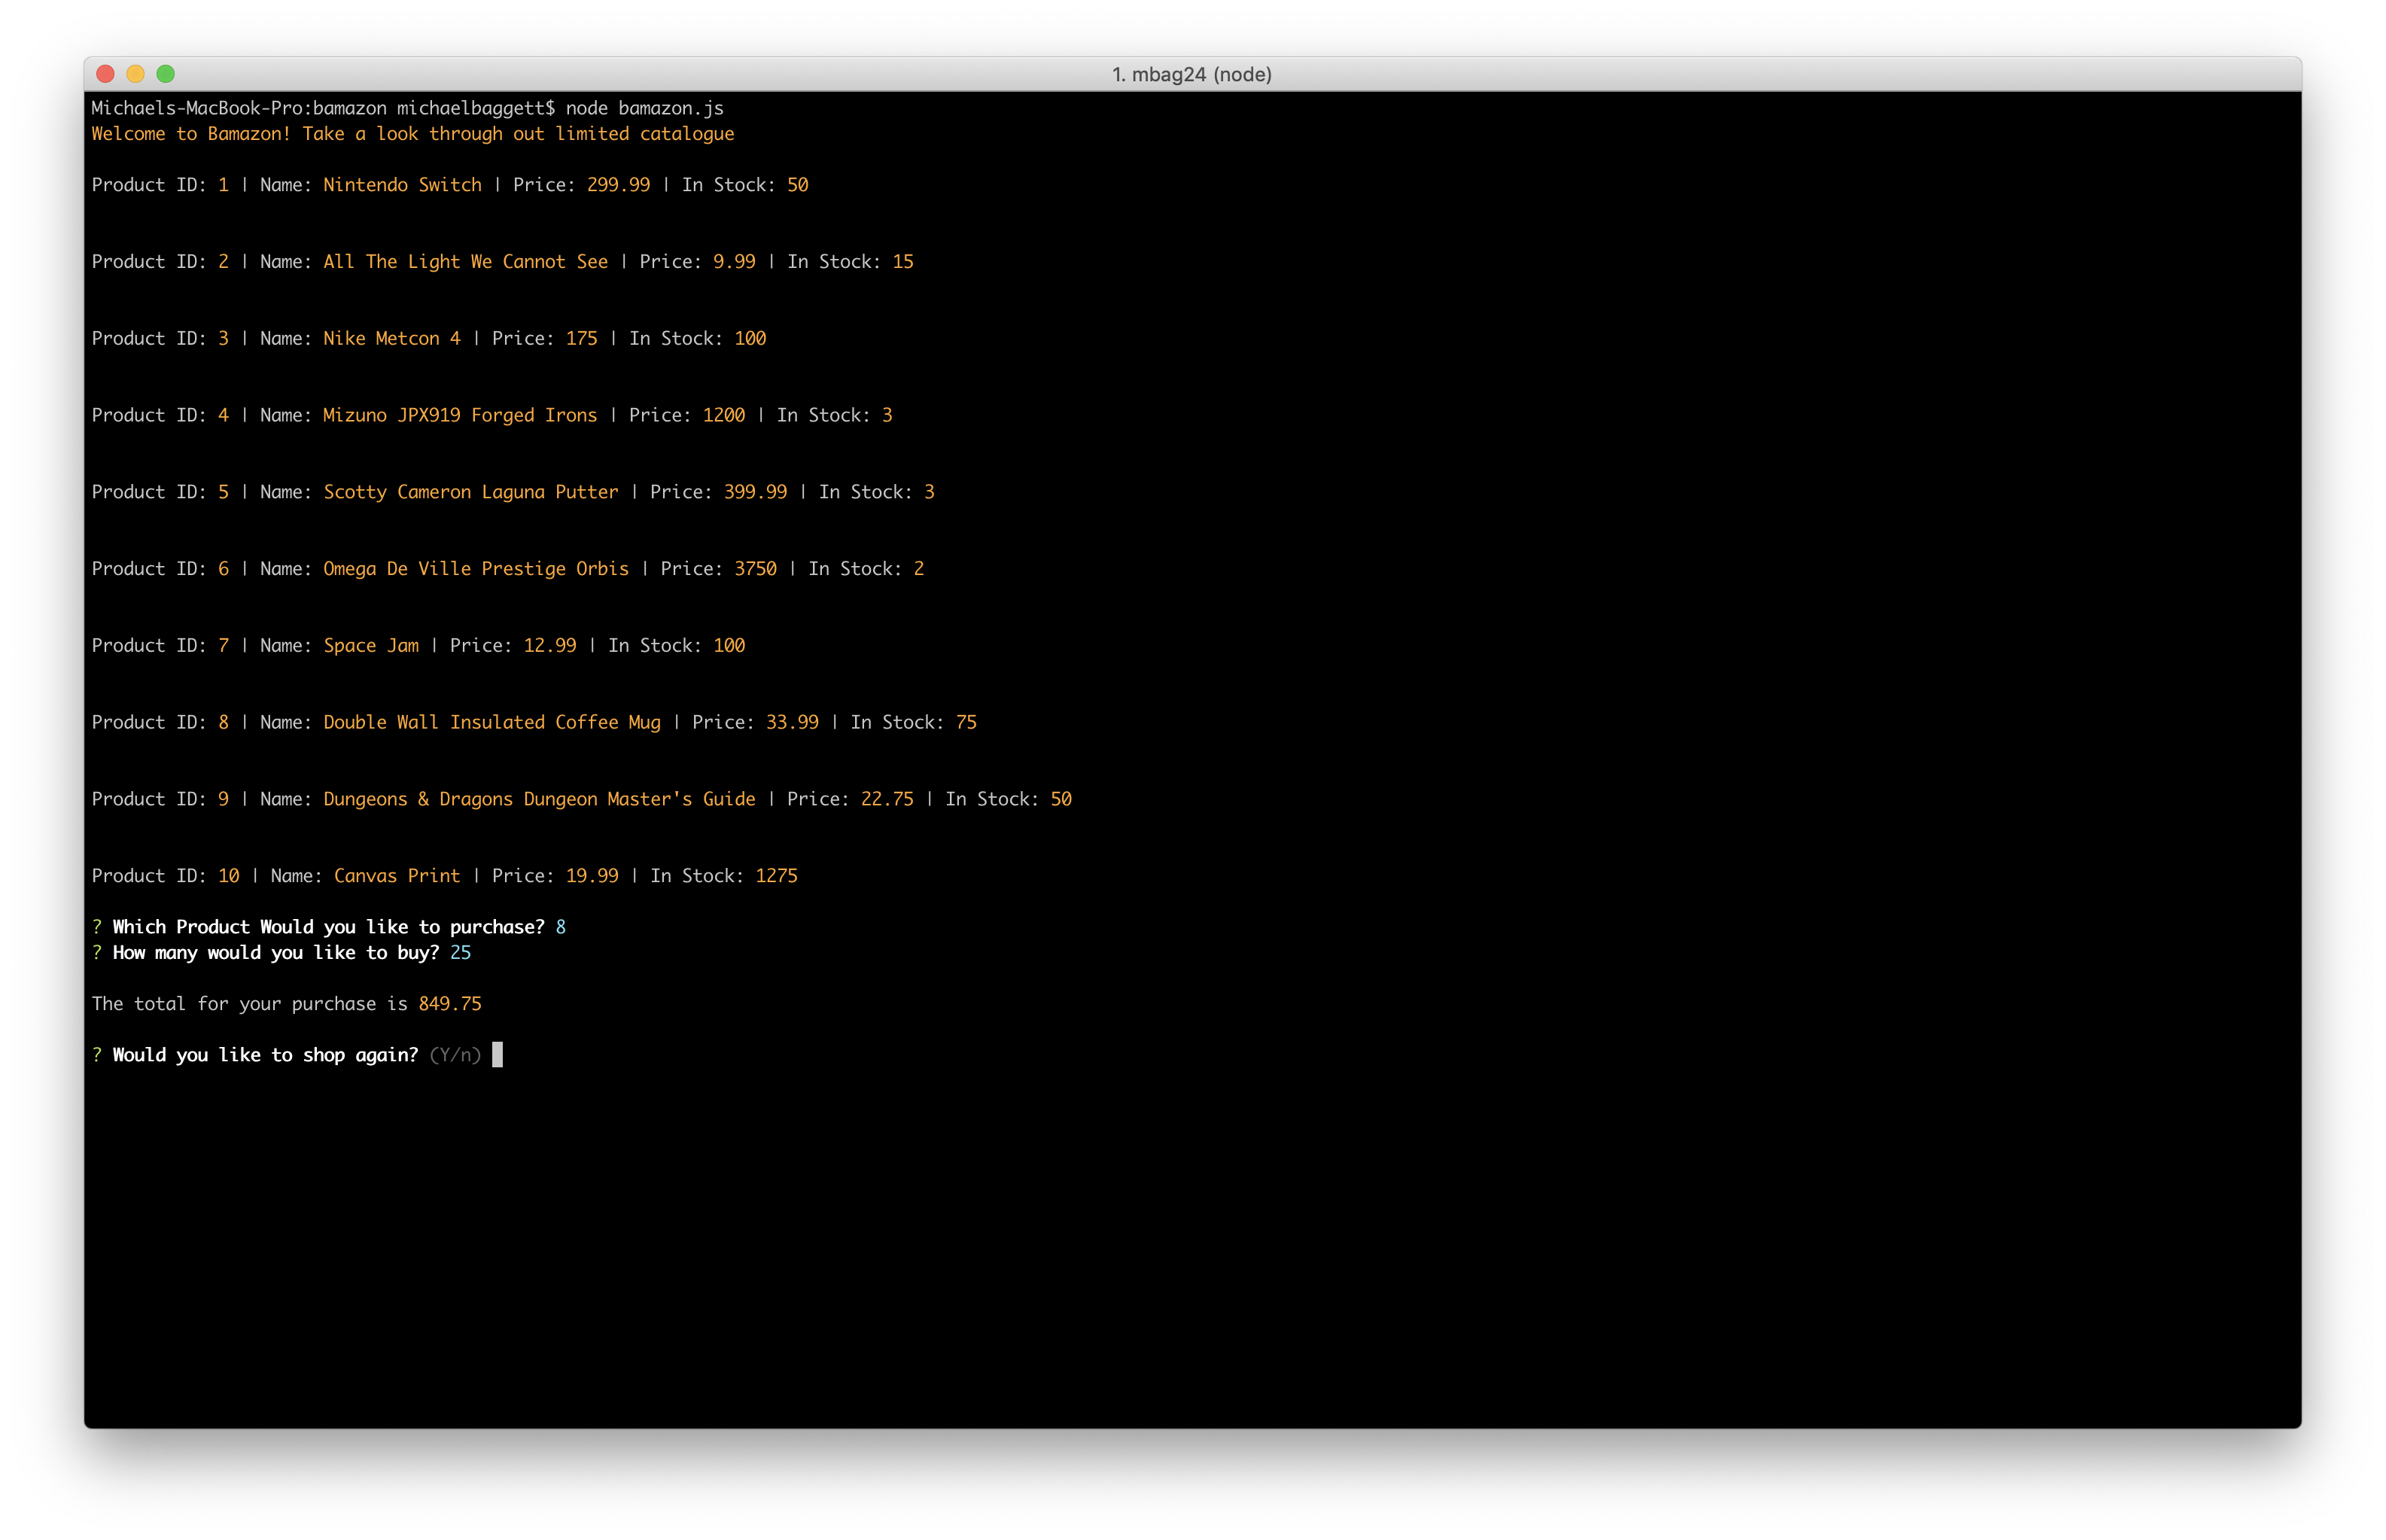 1. mbag24 (node)
Michaels-MacBook-Pro:bamazon michaelbaggett$ node bamazon.js
Welcome to Bamazon! Take a look through out limited catalogue
Product ID: 1 | Name: Nintendo Switch | Price: 299.99 | In Stock: 50
Product ID: 2 | Name: All The Light We Cannot See | Price: 9.99 | In Stock: 15
Product ID: 3 | Name: Nike Metcon 4 | Price: 175 | In Stock: 100
Product ID: 4 | Name: Mizuno JPX919 Forged Irons | Price: 1200 | In Stock: 3
Product ID: 5 | Name: Scotty Cameron Laguna Putter | Price: 399.99 | In Stock: 3
Product ID: 6 | Name: Omega De Ville Prestige Orbis | Price: 3750 | In Stock: 2
Product ID: 7 | Name: Space Jam | Price: 12.99 | In Stock: 100
Product ID: 8 | Name: Double Wall Insulated Coffee Mug | Price: 33.99 | In Stock: 75
Product ID: 9 | Name: Dungeons & Dragons Dungeon Master's Guide | Price: 22.75 | In Stock: 50
Product ID: 10 | Name: Canvas Print | Price: 19.99 | In Stock: 1275
? Which Product Would you like to purchase? 8
? How many would you like to buy? 25
The total for your purchase is 849.75
? Would you like to shop again? (Y/n)